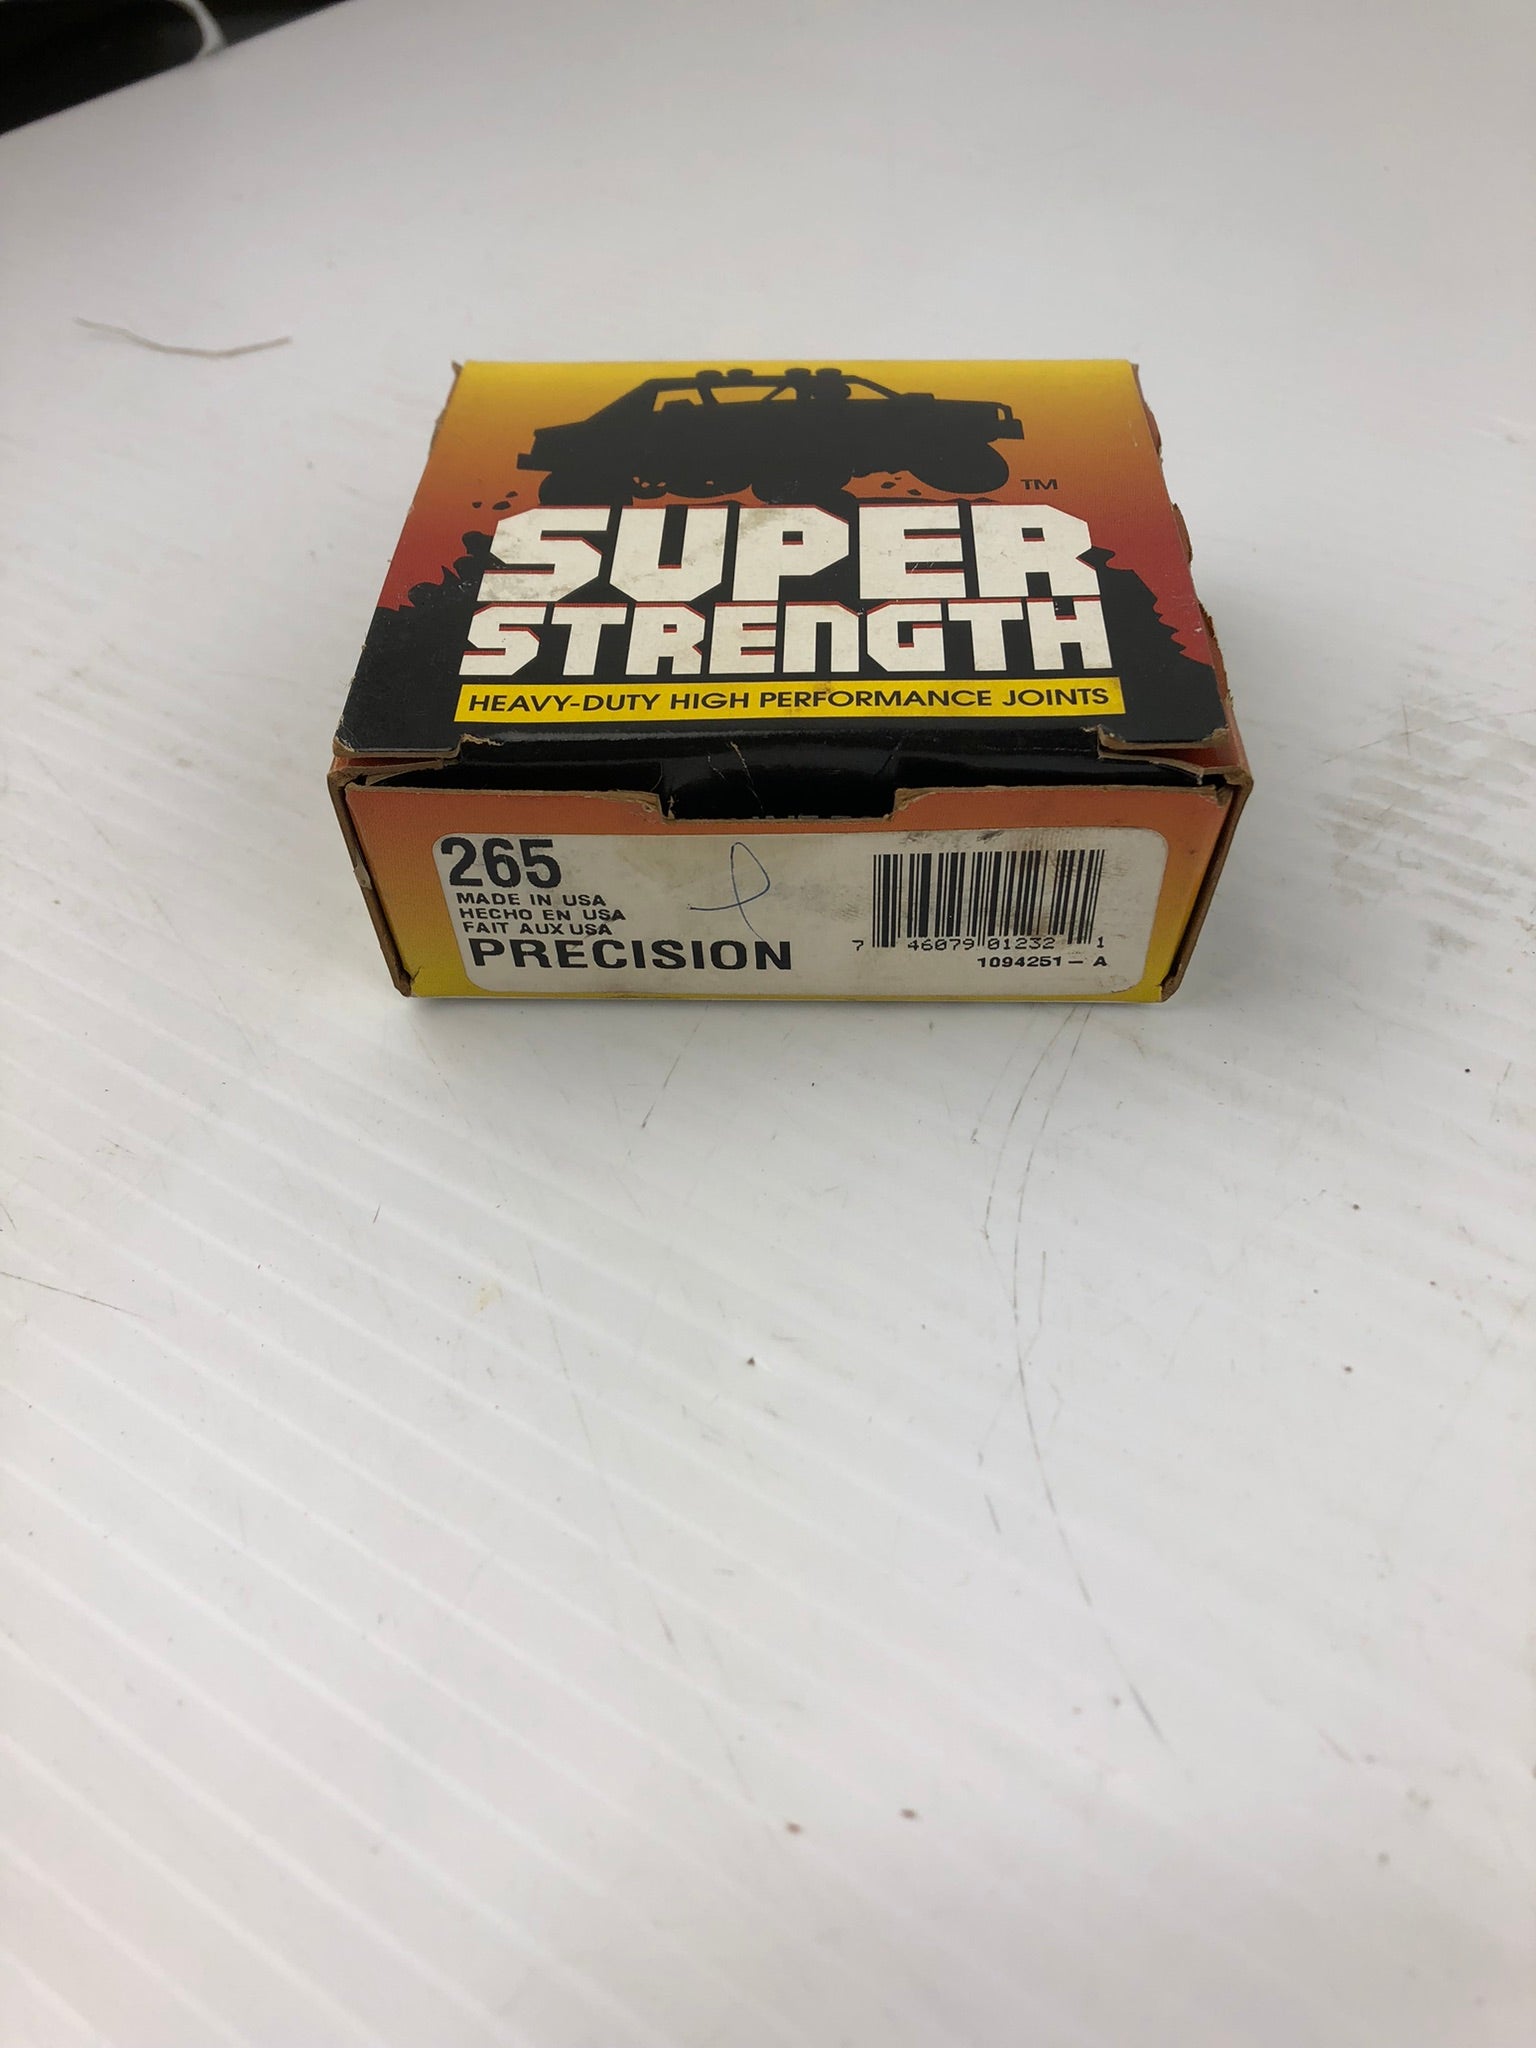 TM
SUPER
STRENGTH
HEAVY-DUTY HIGH PERFORMANCE JOINTS
265
MADE IN USA
HECHO EN USA
FAIT AUX USA
PRECISION
7 46079 01232 1
1094251-A